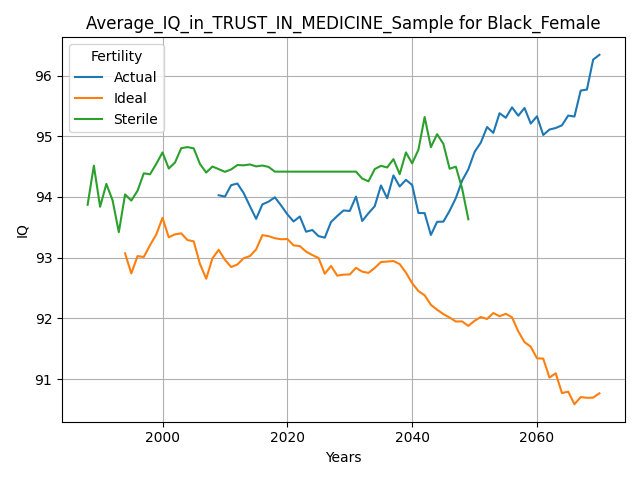 Average_IQ_in_TRUST_IN_MEDICINE_Sample for Black_Female
Fertility
Actual
Ideal
Sterile
IQ
96
95
94
93
92
91
2000
2020
2040
2060
Years